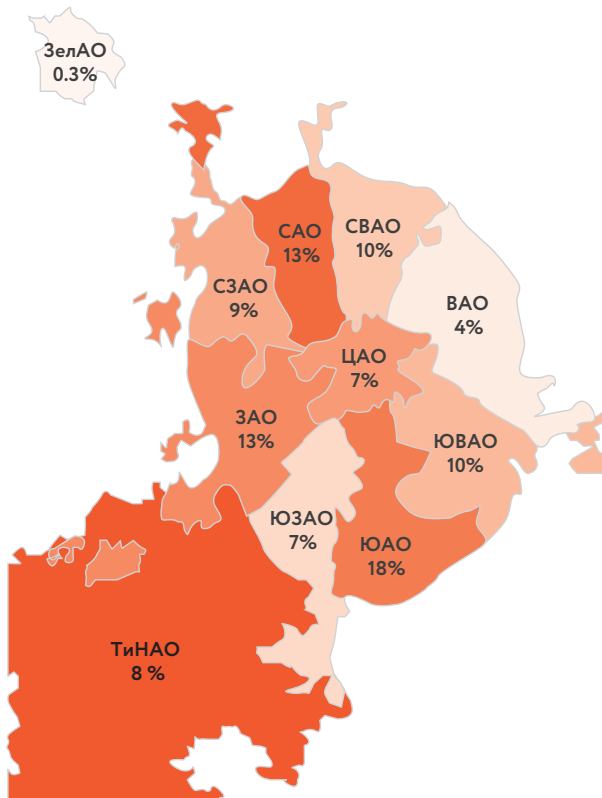 ЗелАО
0.3%
САО
13%
СВАО
10%
СЗАО
9%
ВАО
4%
ЦАО
7%
ЗАО
13%
ЮВАО
10%
ЮЗАО
7%
ЮАО
18%
ТиНАО
8 %